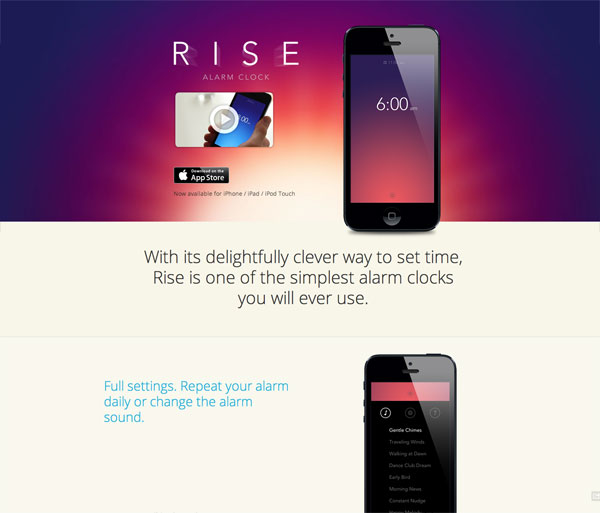 RISE
ALARM CLOCK
Download on the
App Store
Now available for iPhone / iPad / iPod Touch
6:00
With its delightfully clever way to set time,
Rise is one of the simplest alarm clocks
you will ever use.
Full settings. Repeat your alarm
daily or change the alarm
sound.
Gentle Chimes
Traveling Winds
Walking at Dawn
Dance Club Dream
Early Bird
Morning News
Constant Nudge